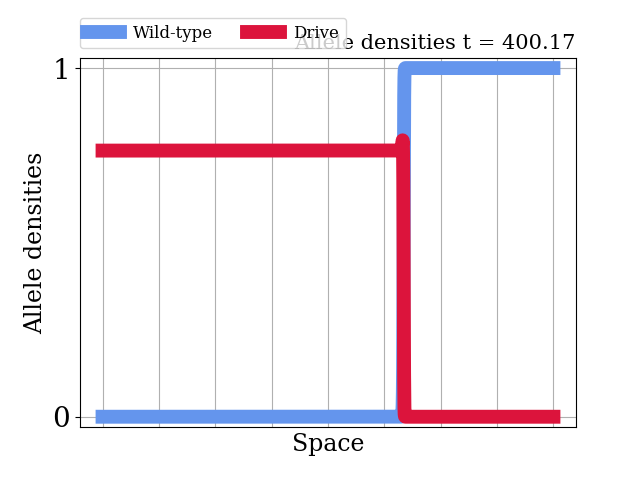 Wild-type Drive
Allele densities t = 400.17
1
Allele densities
0
Space